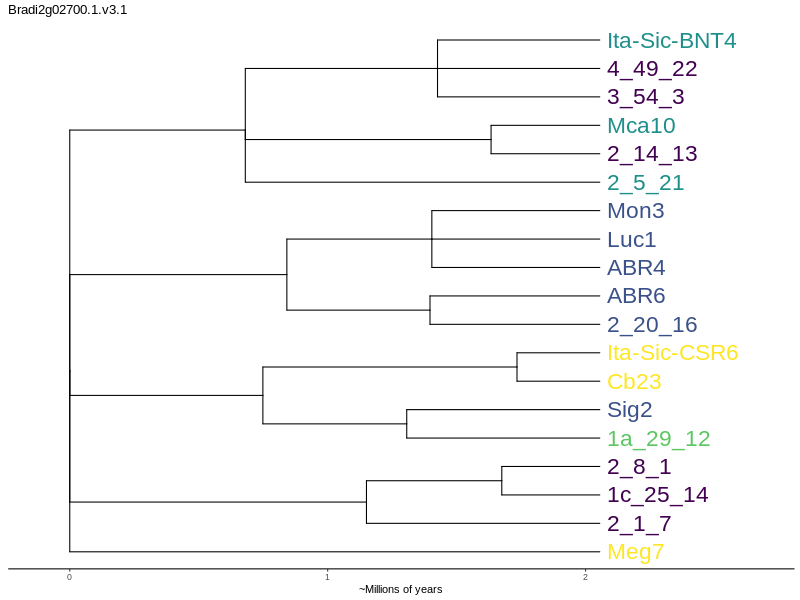 Bradi2g02700.1.v3.1
Ita-Sic-BNT4
4_49_22
3_54_3
Mca10
2_14_13
2_5_21
Mon3
Luc1
ABR4
ABR6
2_20_16
Ita-Sic-CSR6
Cb23
Sig2
1a_29_12
2_8_1
1c_25_14
2_1_7
Meg7
0 1 2
~Millions of years